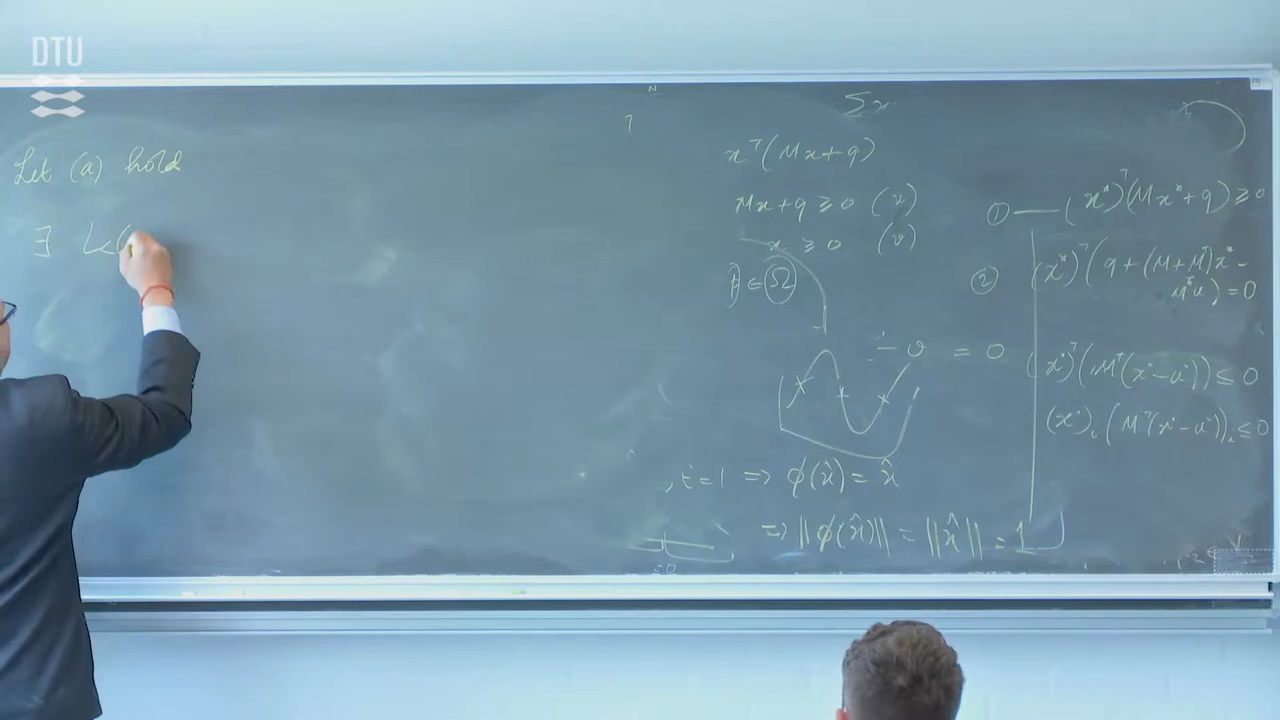 DTU
Let (a) hold
∃ L<(
Σx
x^T(Mx+q)
Mx+q ≥ 0 (u)
x ≥ 0 (v)
∈ Ω
- v = 0
, t=1 ⇒ φ(x̂) = x̂
⇒ ||φ(x̂)|| = ||x̂|| = 1
=0
① — (x*)^T(Mx*+q) ≥ 0
② (x*)^T(q+(M+M^T)x* -
M^T u*) = 0
(x*)^T(M^T(x*-u*)) ≤ 0
(x*)_i (M^T(x*-u*))_i ≤ 0